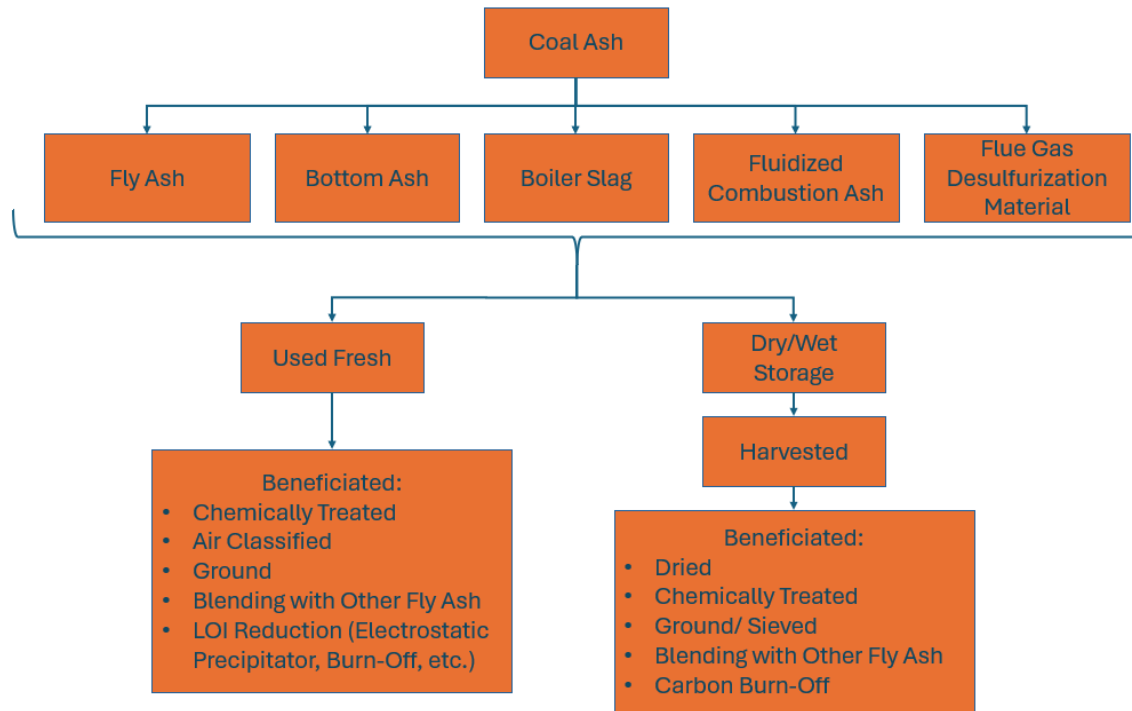 Coal Ash
Fly Ash
Bottom Ash
Boiler Slag
Fluidized
Combustion Ash
Flue Gas
Desulfurization
Material
Used Fresh
Dry/Wet
Storage
Harvested
Beneficiated:
• Chemically Treated
• Air Classified
• Ground
• Blending with Other Fly Ash
• LOI Reduction (Electrostatic
Precipitator, Burn-Off, etc.)
Beneficiated:
• Dried
• Chemically Treated
• Ground/ Sieved
• Blending with Other Fly Ash
• Carbon Burn-Off